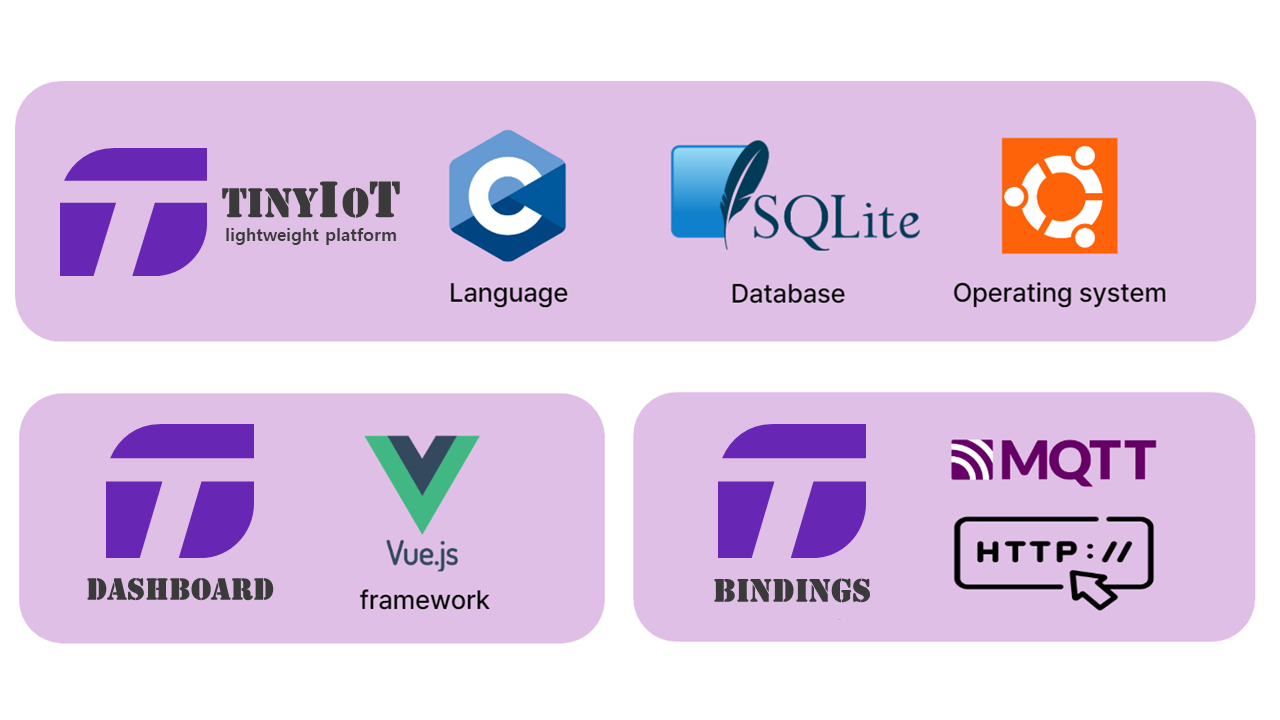 TINYIoT
lightweight platform
C
SQLite
Language
Database
Operating system
Vue.js
DASHBOARD
framework
MQTT
HTTP://
BINDINGS